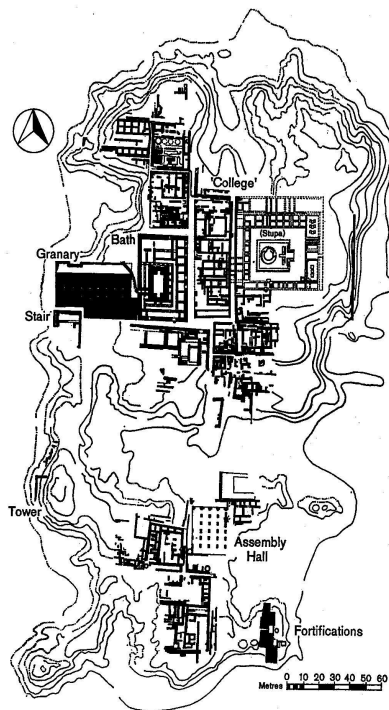 'College'
(Stupa)
Bath
Granary
Stair
Tower
Assembly
Hall
Fortifications
Metres 0 10 20 30 40 50 60